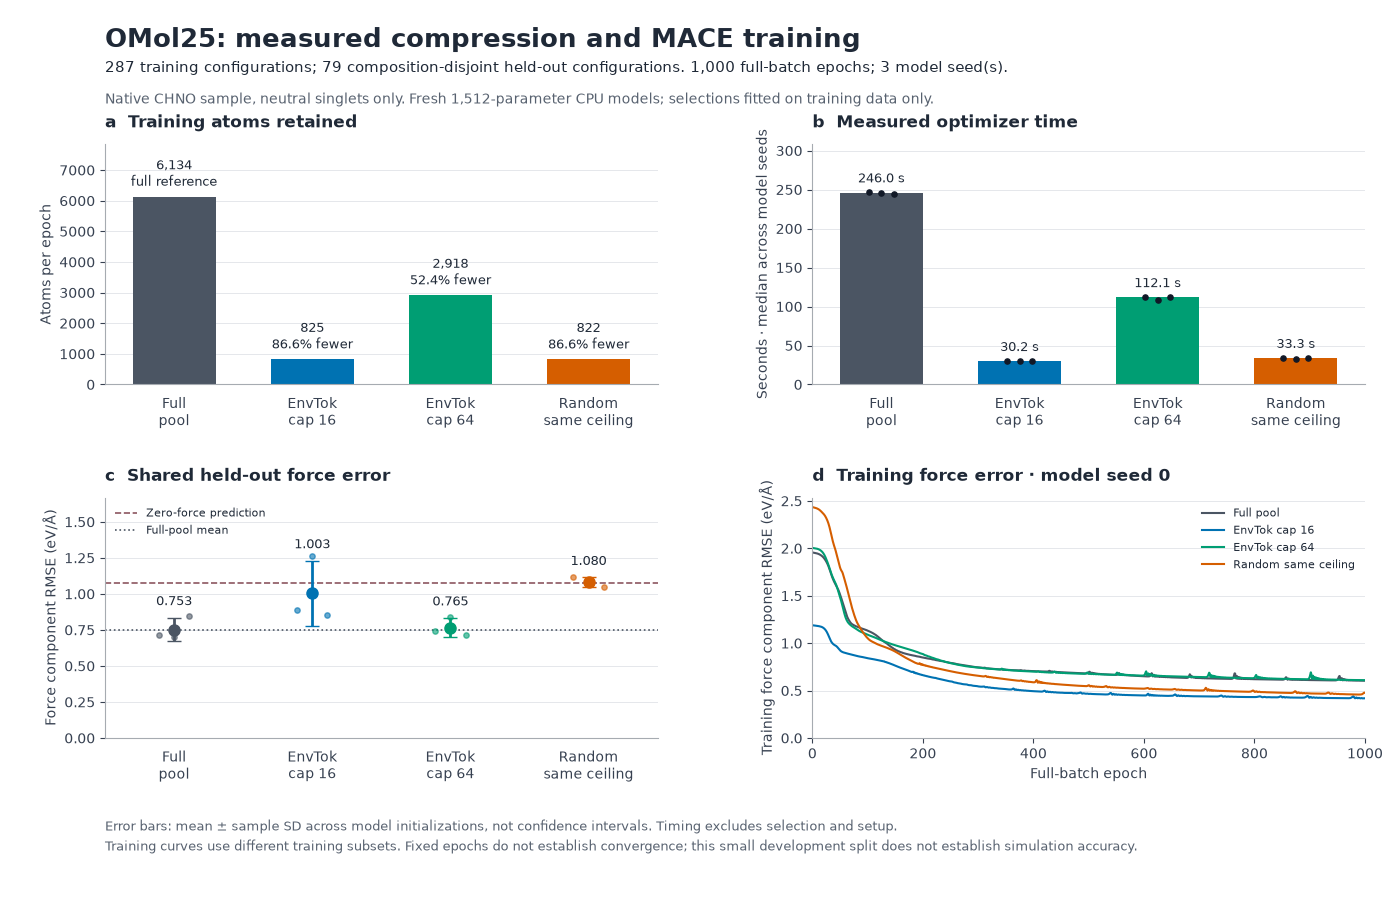 OMol25: measured compression and MACE training
287 training configurations; 79 composition-disjoint held-out configurations. 1,000 full-batch epochs; 3 model seed(s).
Native CHNO sample, neutral singlets only. Fresh 1,512-parameter CPU models; selections fitted on training data only.
a Training atoms retained
Atoms per epoch
7000
6000
5000
4000
3000
2000
1000
0
6,134
full reference
825
86.6% fewer
2,918
52.4% fewer
822
86.6% fewer
Full
pool
EnvTok
cap 16
EnvTok
cap 64
Random
same ceiling
b Measured optimizer time
Seconds · median across model seeds
300
250
200
150
100
50
0
246.0 s
30.2 s
112.1 s
33.3 s
Full
pool
EnvTok
cap 16
EnvTok
cap 64
Random
same ceiling
c Shared held-out force error
Force component RMSE (eV/Å)
1.50
1.25
1.00
0.75
0.50
0.25
0.00
Zero-force prediction
Full-pool mean
0.753
1.003
0.765
1.080
Full
pool
EnvTok
cap 16
EnvTok
cap 64
Random
same ceiling
d Training force error · model seed 0
Training force component RMSE (eV/Å)
2.5
2.0
1.5
1.0
0.5
0.0
Full pool
EnvTok cap 16
EnvTok cap 64
Random same ceiling
0 200 400 600 800 1000
Full-batch epoch
Error bars: mean ± sample SD across model initializations, not confidence intervals. Timing excludes selection and setup.
Training curves use different training subsets. Fixed epochs do not establish convergence; this small development split does not establish simulation accuracy.